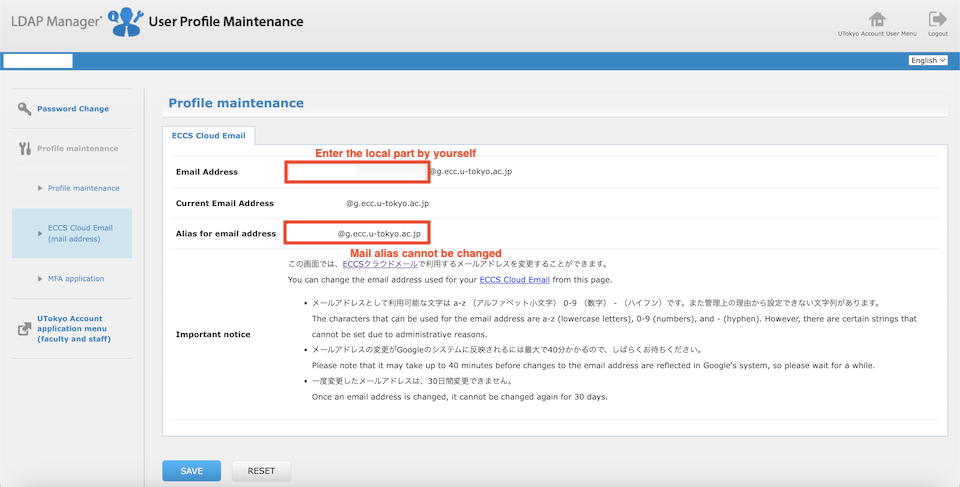 LDAP Manager User Profile Maintenance
UTokyo Account User Menu
Logout
English
Password Change
Profile maintenance
Profile maintenance
ECCS Cloud Email
(mail address)
MFA application
UTokyo Account
application menu
(faculty and staff)
Profile maintenance
ECCS Cloud Email
Enter the local part by yourself
Email Address @g.ecc.u-tokyo.ac.jp
Current Email Address @g.ecc.u-tokyo.ac.jp
Alias for email address @g.ecc.u-tokyo.ac.jp
Mail alias cannot be changed
Important notice
この画面では、ECCSクラウドメールで利用するメールアドレスを変更することができます。
You can change the email address used for your ECCS Cloud Email from this page.
• メールアドレスとして利用可能な文字は a-z （アルファベット小文字） 0-9 （数字） - （ハイフン）です。また管理上の理由から設定できない文字列があります。
The characters that can be used for the email address are a-z (lowercase letters), 0-9 (numbers), and - (hyphen). However, there are certain strings that
cannot be set due to administrative reasons.
• メールアドレスの変更がGoogleのシステムに反映されるには最大で40分かかるので、しばらくお待ちください。
Please note that it may take up to 40 minutes before changes to the email address are reflected in Google's system, so please wait for a while.
• 一度変更したメールアドレスは、30日間変更できません。
Once an email address is changed, it cannot be changed again for 30 days.
SAVE
RESET